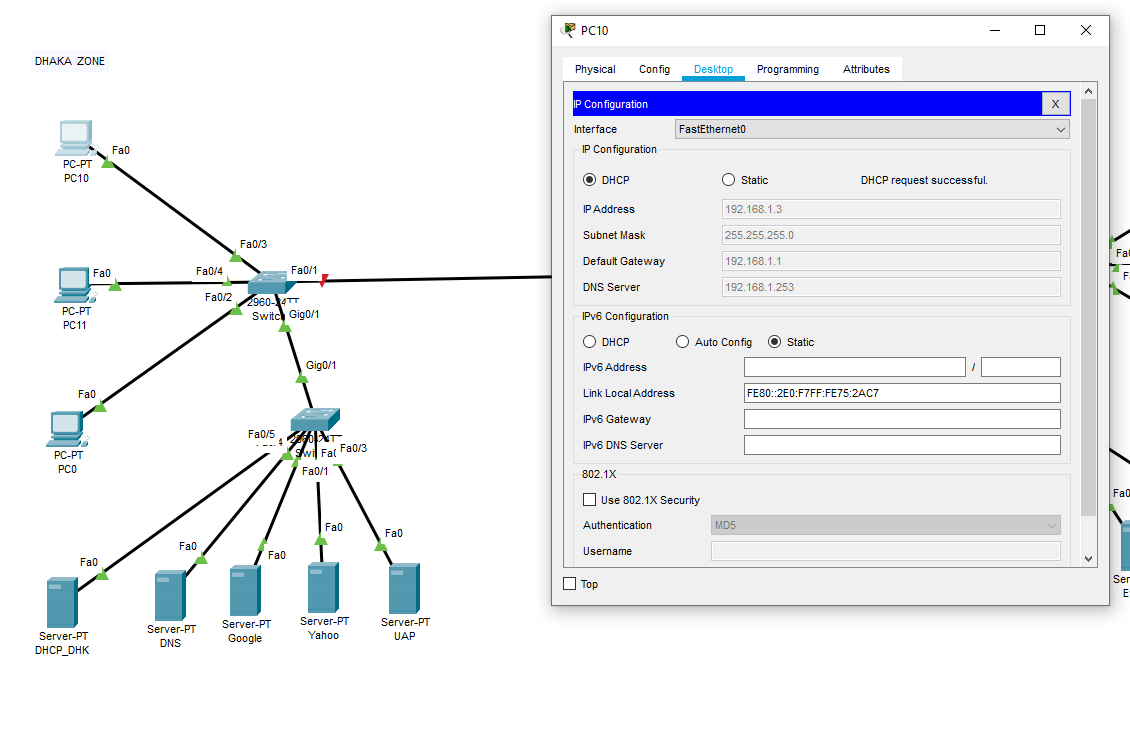 DHAKA ZONE
Fa0
PC-PT
PC10
Fa0/3
Fa0
Fa0/4
Fa0/1
PC-PT
PC11
Fa0/2
2960-24TT
Switch
Gig0/1
Gig0/1
Fa0
PC-PT
PC0
Fa0/5
2960-24TT
Fa0/3
Fa0/1
Fa0
Fa0
Fa0
Fa0
Fa0
Server-PT
DHCP_DHK
Server-PT
DNS
Server-PT
Google
Server-PT
Yahoo
Server-PT
UAP
PC10
Physical Config Desktop Programming Attributes
IP Configuration X
Interface FastEthernet0
IP Configuration
DHCP Static DHCP request successful.
IP Address 192.168.1.3
Subnet Mask 255.255.255.0
Default Gateway 192.168.1.1
DNS Server 192.168.1.253
IPv6 Configuration
DHCP Auto Config Static
IPv6 Address /
Link Local Address FE80::2E0:F7FF:FE75:2AC7
IPv6 Gateway
IPv6 DNS Server
802.1X
Use 802.1X Security
Authentication MD5
Username
Top
Fa0